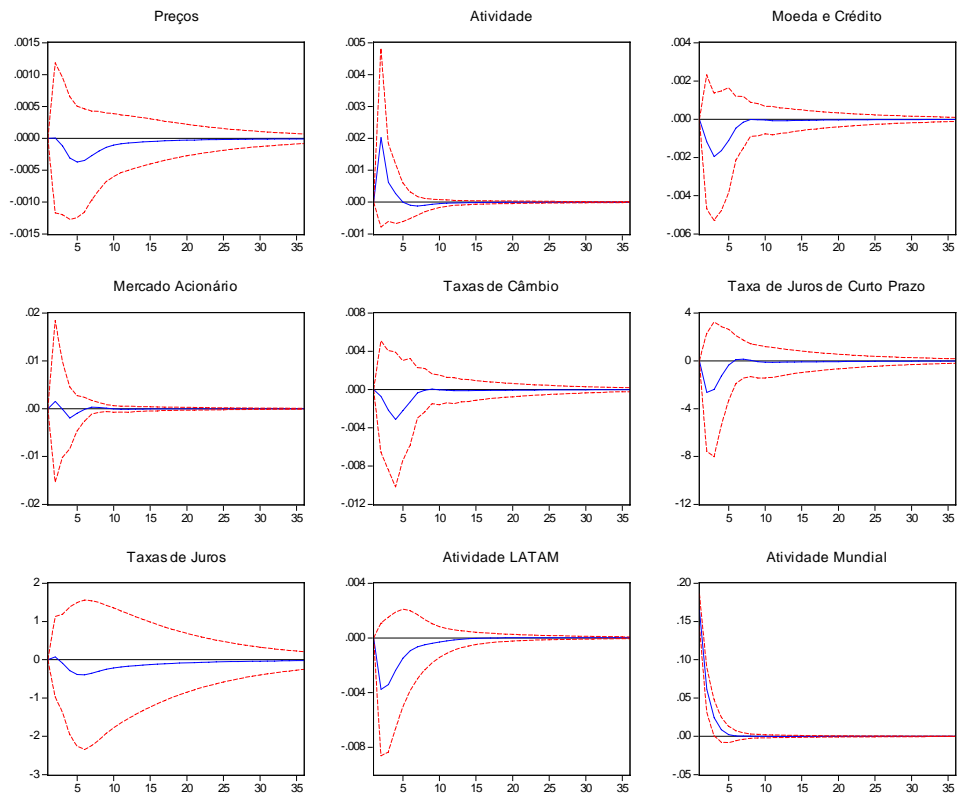 Preços
.0015
.0010
.0005
.0000
-.0005
-.0010
-.0015
5 10 15 20 25 30 35
Atividade
.005
.004
.003
.002
.001
.000
-.001
5 10 15 20 25 30 35
Moeda e Crédito
.004
.002
.000
-.002
-.004
-.006
5 10 15 20 25 30 35
Mercado Acionário
.02
.01
.00
-.01
-.02
5 10 15 20 25 30 35
Taxas de Câmbio
.008
.004
.000
-.004
-.008
-.012
5 10 15 20 25 30 35
Taxa de Juros de Curto Prazo
4
0
-4
-8
-12
5 10 15 20 25 30 35
Taxas de Juros
2
1
0
-1
-2
-3
5 10 15 20 25 30 35
Atividade LATAM
.004
.000
-.004
-.008
5 10 15 20 25 30 35
Atividade Mundial
.20
.15
.10
.05
.00
-.05
5 10 15 20 25 30 35